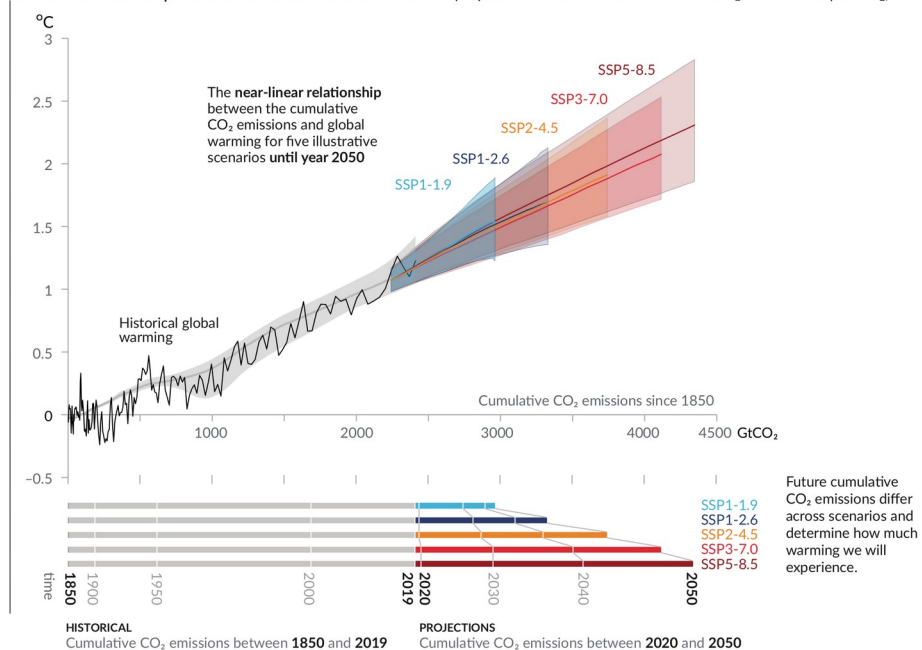 °C
3
2.5
2
1.5
1
0.5
0
−0.5
The near-linear relationship
between the cumulative
CO₂ emissions and global
warming for five illustrative
scenarios until year 2050
SSP5-8.5
SSP3-7.0
SSP2-4.5
SSP1-2.6
SSP1-1.9
Historical global
warming
Cumulative CO₂ emissions since 1850
1000
2000
3000
4000
4500 GtCO₂
SSP1-1.9
SSP1-2.6
SSP2-4.5
SSP3-7.0
SSP5-8.5
Future cumulative
CO₂ emissions differ
across scenarios and
determine how much
warming we will
experience.
time
1850
1900
1950
2000
2019
2020
2030
2040
2050
HISTORICAL
Cumulative CO₂ emissions between 1850 and 2019
PROJECTIONS
Cumulative CO₂ emissions between 2020 and 2050